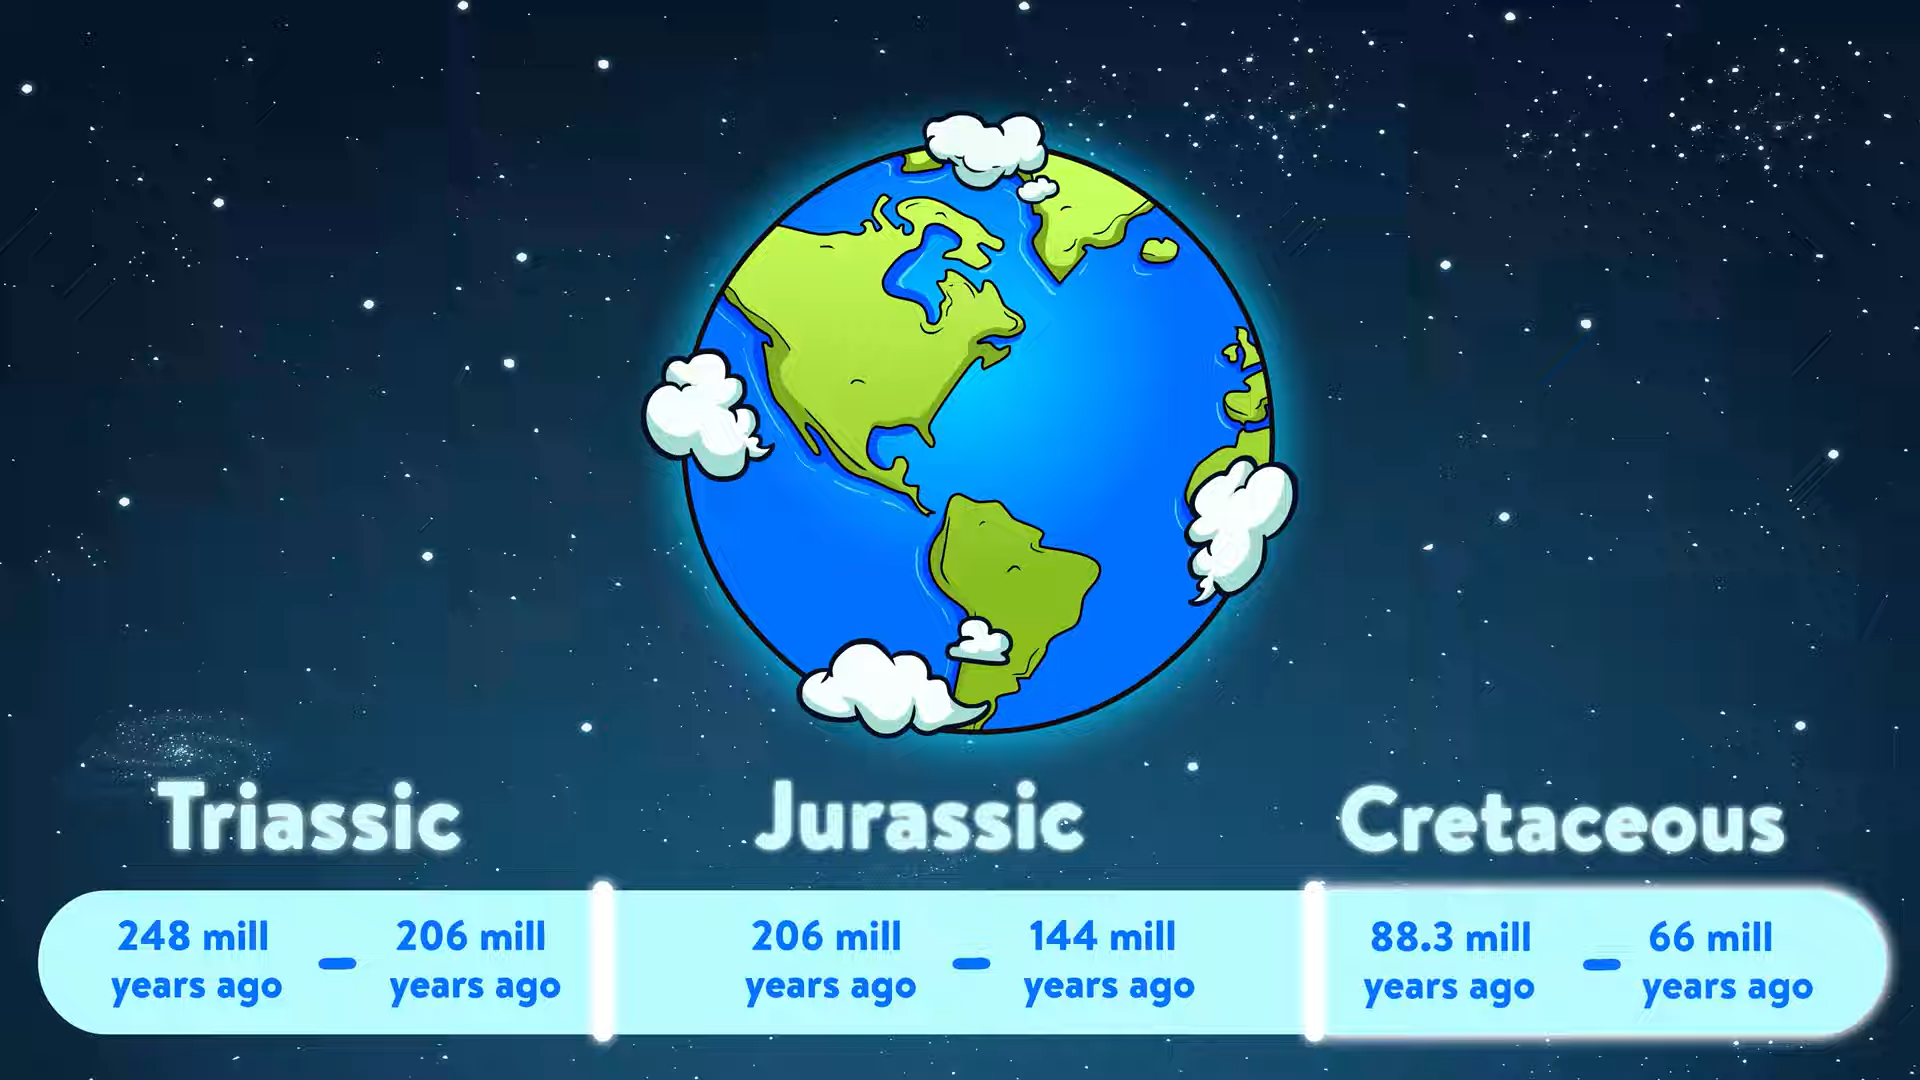 Triassic
Jurassic
Cretaceous
248 mill
years ago
-
206 mill
years ago
206 mill
years ago
-
144 mill
years ago
88.3 mill
years ago
-
66 mill
years ago